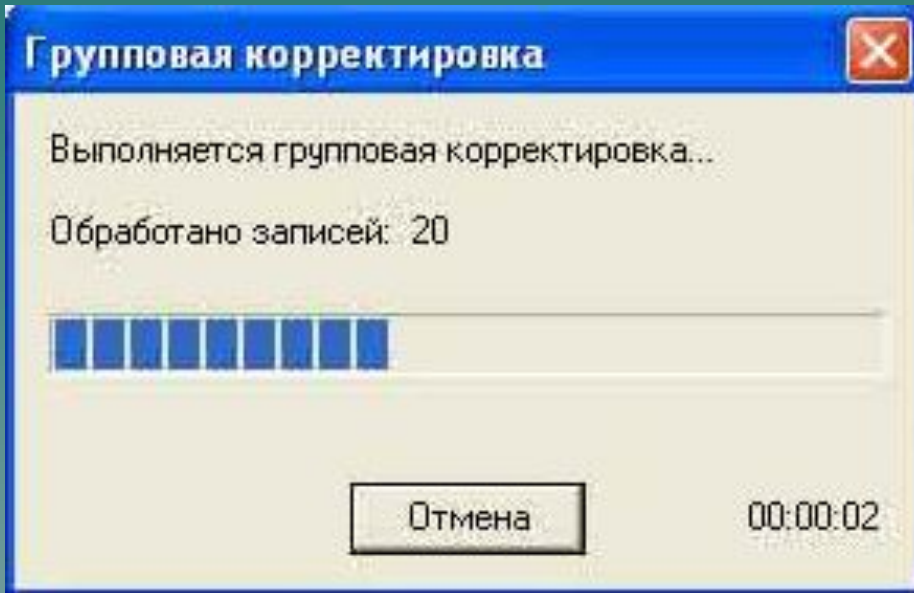 Групповая корректировка
Выполняется групповая корректировка...
Обработано записей: 20
Отмена 00:00:02